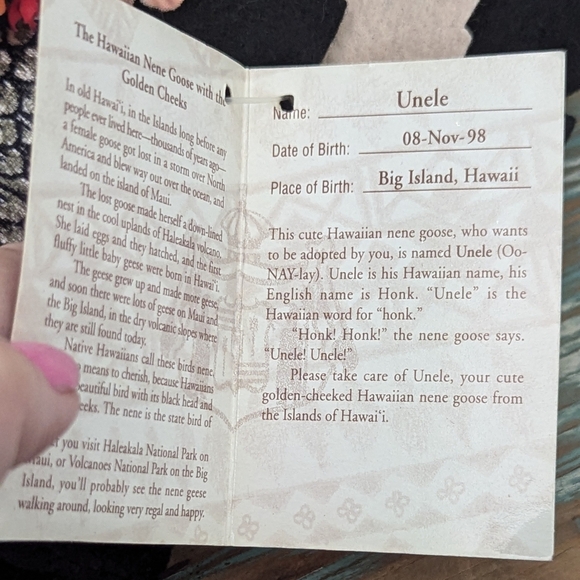 The Hawaiian Nene Goose with the
Golden Cheeks
In old Hawai'i, in the Islands long before any
people ever lived here—thousands of years ago—
a female goose got lost in a storm over North
America and blew way out over the ocean, and
landed on the island of Maui.
The lost goose made herself a down-lined
nest in the cool uplands of Haleakala volcano.
She laid eggs and they hatched, and the first
fluffy little baby geese were born in Hawai'i.
The geese grew up and made more geese,
and soon there were lots of geese on Maui and
the Big Island, in the dry volcanic slopes where
they are still found today.
Native Hawaiians call these birds nene,
means to cherish, because Hawaiians
beautiful bird with its black head and
eeks. The nene is the state bird of
f you visit Haleakala National Park on
aui, or Volcanoes National Park on the Big
Island, you'll probably see the nene geese
walking around, looking very regal and happy.
Name: Unele
Date of Birth: 08-Nov-98
Place of Birth: Big Island, Hawaii
This cute Hawaiian nene goose, who wants
to be adopted by you, is named Unele (Oo-
NAY-lay). Unele is his Hawaiian name, his
English name is Honk. "Unele" is the
Hawaiian word for "honk."
"Honk! Honk!" the nene goose says.
"Unele! Unele!"
Please take care of Unele, your cute
golden-cheeked Hawaiian nene goose from
the Islands of Hawai'i.